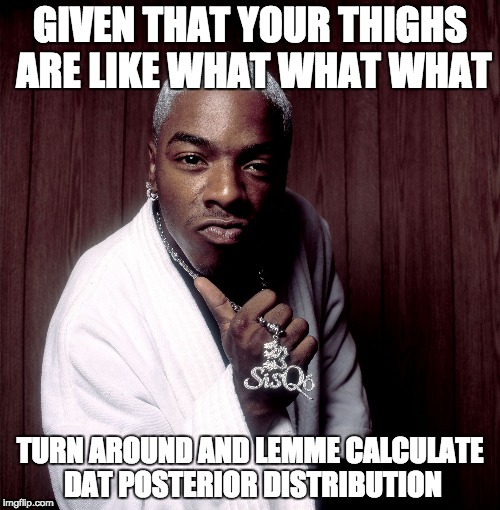 GIVEN THAT YOUR THIGHS
ARE LIKE WHAT WHAT WHAT
SisQó
TURN AROUND AND LEMME CALCULATE
DAT POSTERIOR DISTRIBUTION
imgflip.com